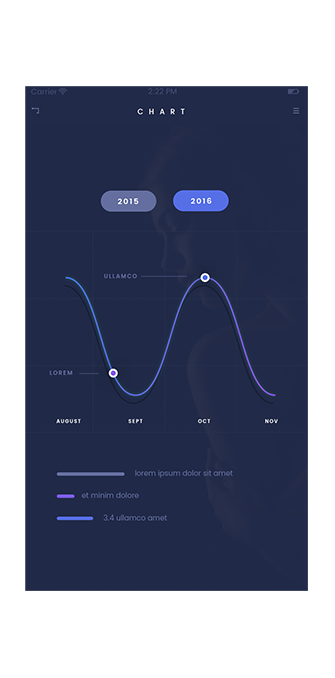 Carrier 2:22 PM
CHART
2015 2016
ULLAMCO
LOREM
AUGUST SEPT OCT NOV
lorem ipsum dolor sit amet
et minim dolore
3.4 ullamco amet